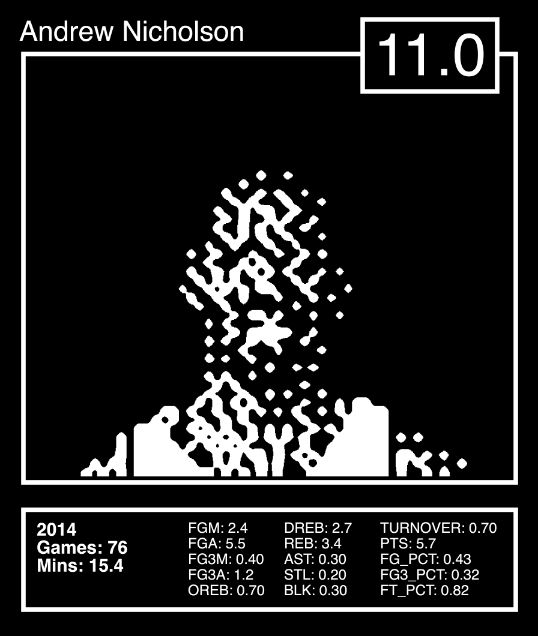 Andrew Nicholson
11.0
2014
Games: 76
Mins: 15.4
FGM: 2.4
FGA: 5.5
FG3M: 0.40
FG3A: 1.2
OREB: 0.70
DREB: 2.7
REB: 3.4
AST: 0.30
STL: 0.20
BLK: 0.30
TURNOVER: 0.70
PTS: 5.7
FG_PCT: 0.43
FG3_PCT: 0.32
FT_PCT: 0.82